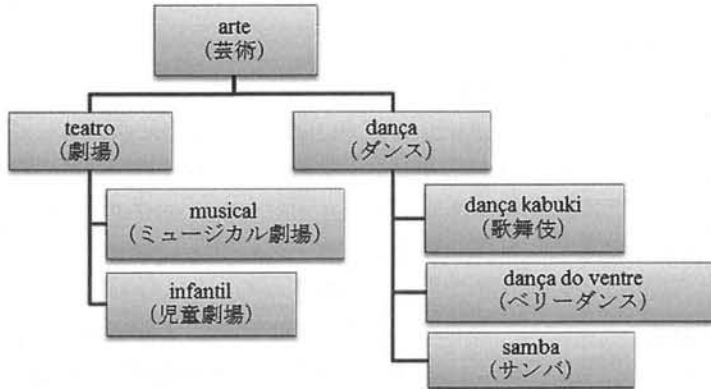 arte
(芸術)
teatro
(劇場)
dança
(ダンス)
musical
(ミュージカル劇場)
infantil
(児童劇場)
dança kabuki
(歌舞伎)
dança do ventre
(ベリーダンス)
samba
(サンバ)